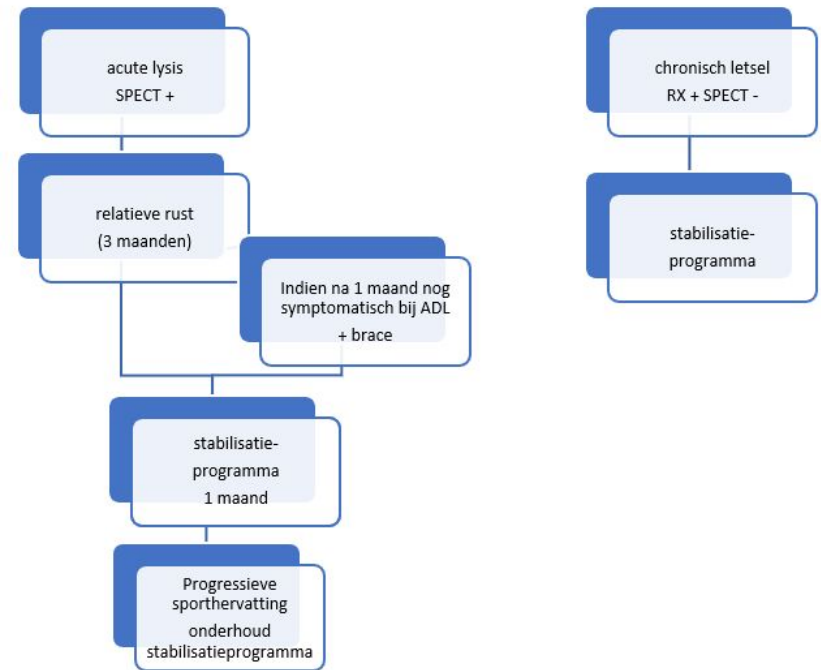 acute lysis
SPECT +
relatieve rust
(3 maanden)
Indien na 1 maand nog
symptomatisch bij ADL
+ brace
stabilisatie-
programma
1 maand
Progressieve
sporthervatting
onderhoud
stabilisatieprogramma
chronisch letsel
RX + SPECT -
stabilisatie-
programma